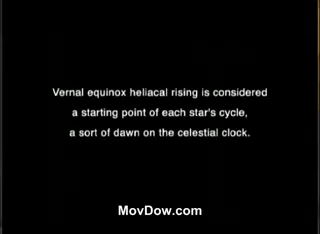 Vernal equinox heliacal rising is considered
a starting point of each star's cycle,
a sort of dawn on the celestial clock.
MovDow.com